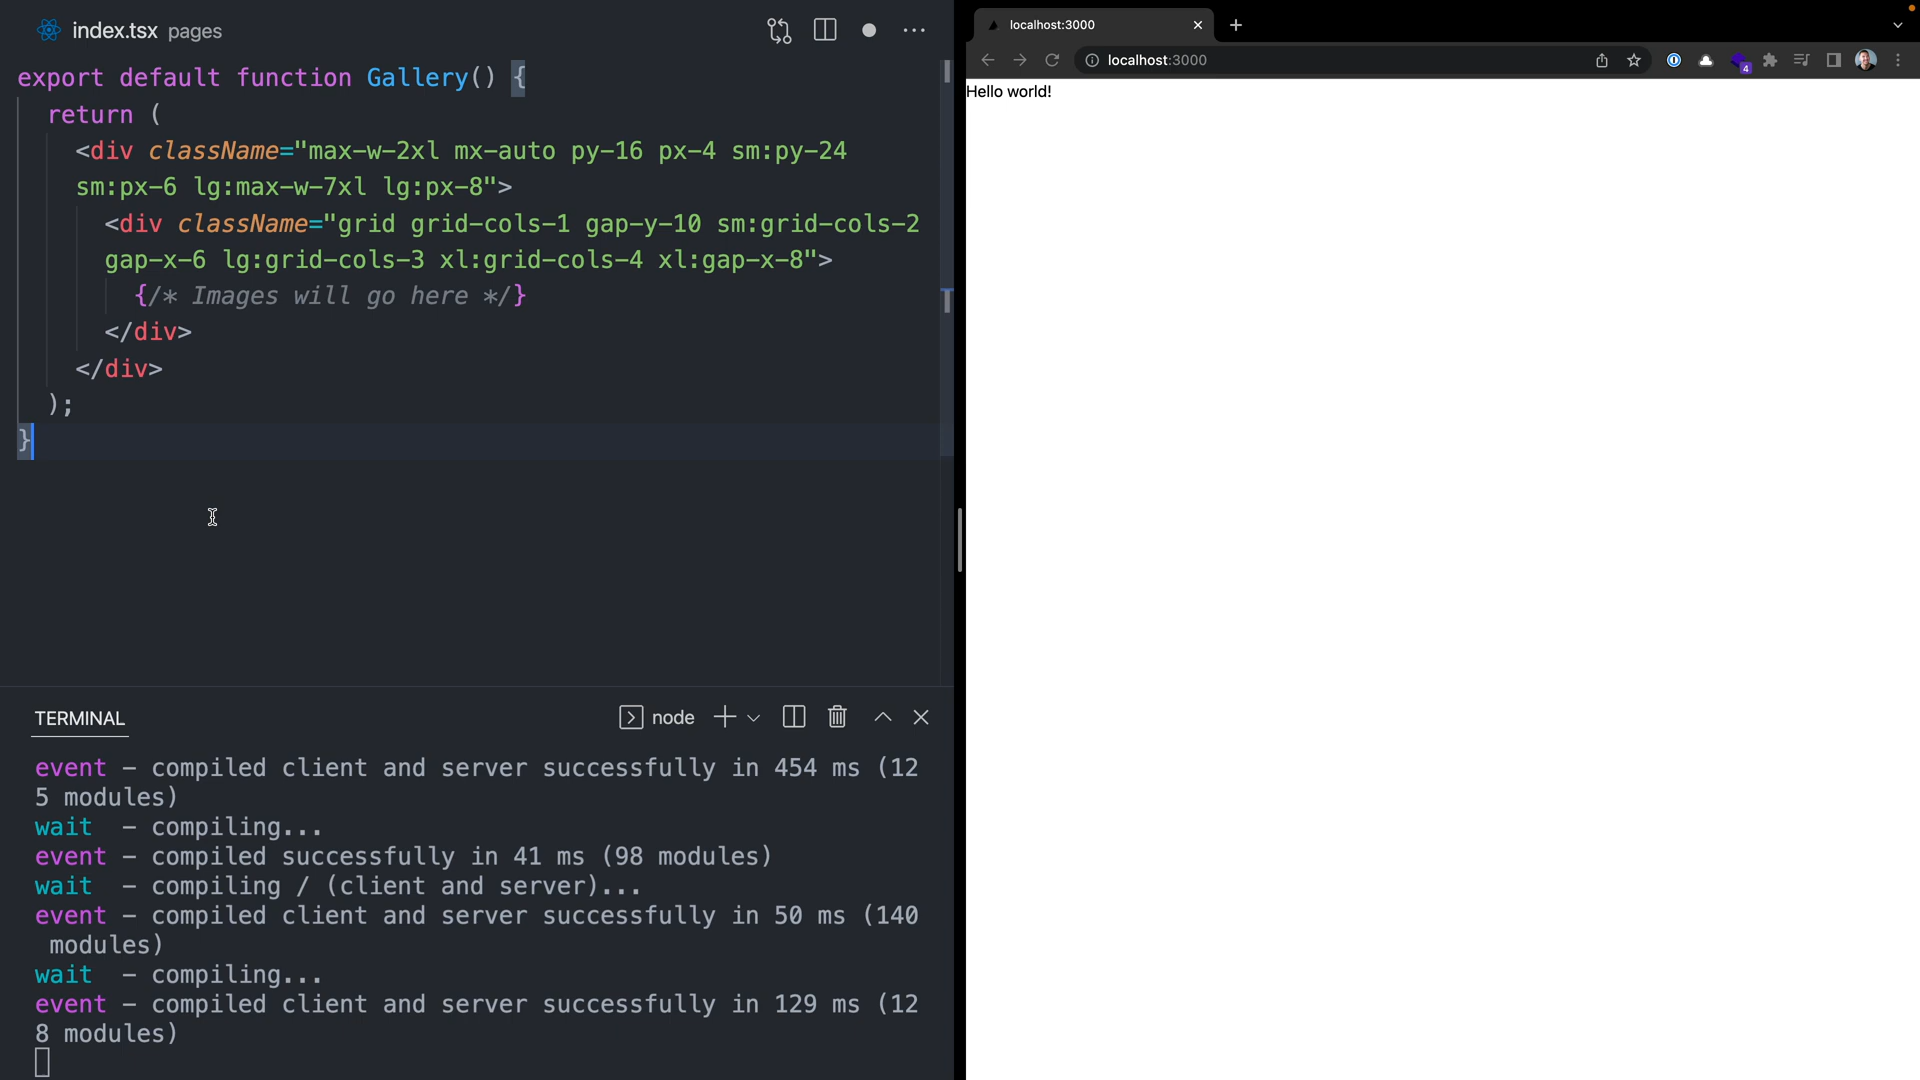 index.tsx pages
export default function Gallery() {
return (
<div className="max-w-2xl mx-auto py-16 px-4 sm:py-24
sm:px-6 lg:max-w-7xl lg:px-8">
<div className="grid grid-cols-1 gap-y-10 sm:grid-cols-2
gap-x-6 lg:grid-cols-3 xl:grid-cols-4 xl:gap-x-8">
{/* Images will go here */}
</div>
</div>
);
}
TERMINAL
node
event - compiled client and server successfully in 454 ms (12
5 modules)
wait - compiling...
event - compiled successfully in 41 ms (98 modules)
wait - compiling / (client and server)...
event - compiled client and server successfully in 50 ms (140
modules)
wait - compiling...
event - compiled client and server successfully in 129 ms (12
8 modules)
localhost:3000
localhost:3000
4
Hello world!